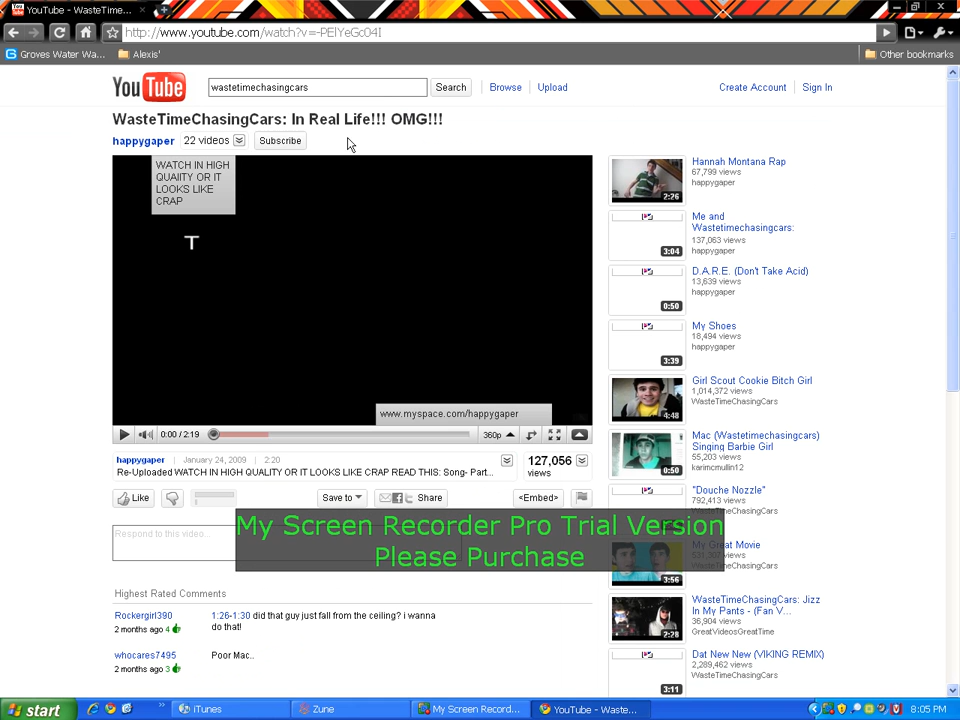 YouTube - WasteTime...
http://www.youtube.com/watch?v=-PEIYeGc04I
Groves Water Wa...
Alexis'
Other bookmarks
YouTube
wastetimechasingcars
Search
Browse
Upload
Create Account
Sign In
WasteTimeChasingCars: In Real Life!!! OMG!!!
happygaper
22 videos
Subscribe
WATCH IN HIGH
QUAIITY OR IT
LOOKS LIKE
CRAP
T
www.myspace.com/happygaper
0:00 / 2:19
360p
happygaper
January 24, 2009
2:20
Re-Uploaded WATCH IN HIGH QUALITY OR IT LOOKS LIKE CRAP READ THIS: Song- Part...
127,056
views
Like
Save to
Share
<Embed>
Respond to this video...
My Screen Recorder Pro Trial Version
Please Purchase
Highest Rated Comments
Rockergirl390
2 months ago 4
1:26-1:30 did that guy just fall from the ceiling? i wanna
do that!
whocares7495
2 months ago 3
Poor Mac..
2:26
Hannah Montana Rap
67,799 views
happygaper
3:04
Me and
Wastetimechasingcars:
137,063 views
happygaper
0:50
D.A.R.E. (Don't Take Acid)
13,639 views
happygaper
3:39
My Shoes
18,494 views
happygaper
4:48
Girl Scout Cookie Bitch Girl
1,014,372 views
WasteTimeChasingCars
0:50
Mac (Wastetimechasingcars)
Singing Barbie Girl
55,203 views
karimcmullin12
"Douche Nozzle"
792,413 views
WasteTimeChasingCars
3:56
My Great Movie
views
WasteTimeChasingCars
2:28
WasteTimeChasingCars: Jizz
In My Pants - (Fan V...
36,904 views
GreatVideosGreatTime
3:11
Dat New New (VIKING REMIX)
2,289,462 views
WasteTimeChasingCars
start
iTunes
Zune
My Screen Recorder...
YouTube - Waste...
8:05 PM